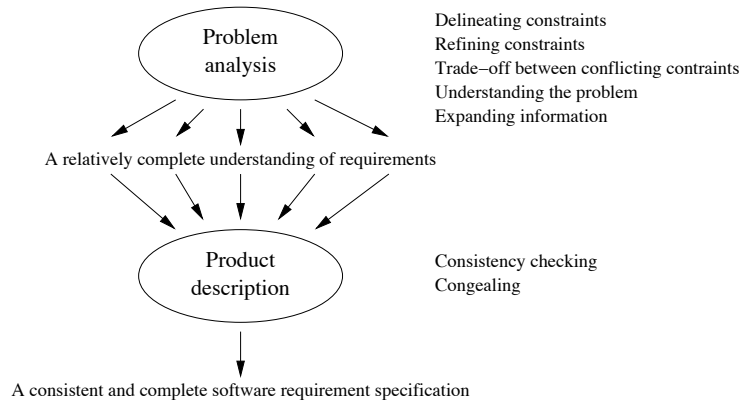 Problem
analysis
Delineating constraints
Refining constraints
Trade−off between conflicting contraints
Understanding the problem
Expanding information
A relatively complete understanding of requirements
Product
description
Consistency checking
Congealing
A consistent and complete software requirement specification